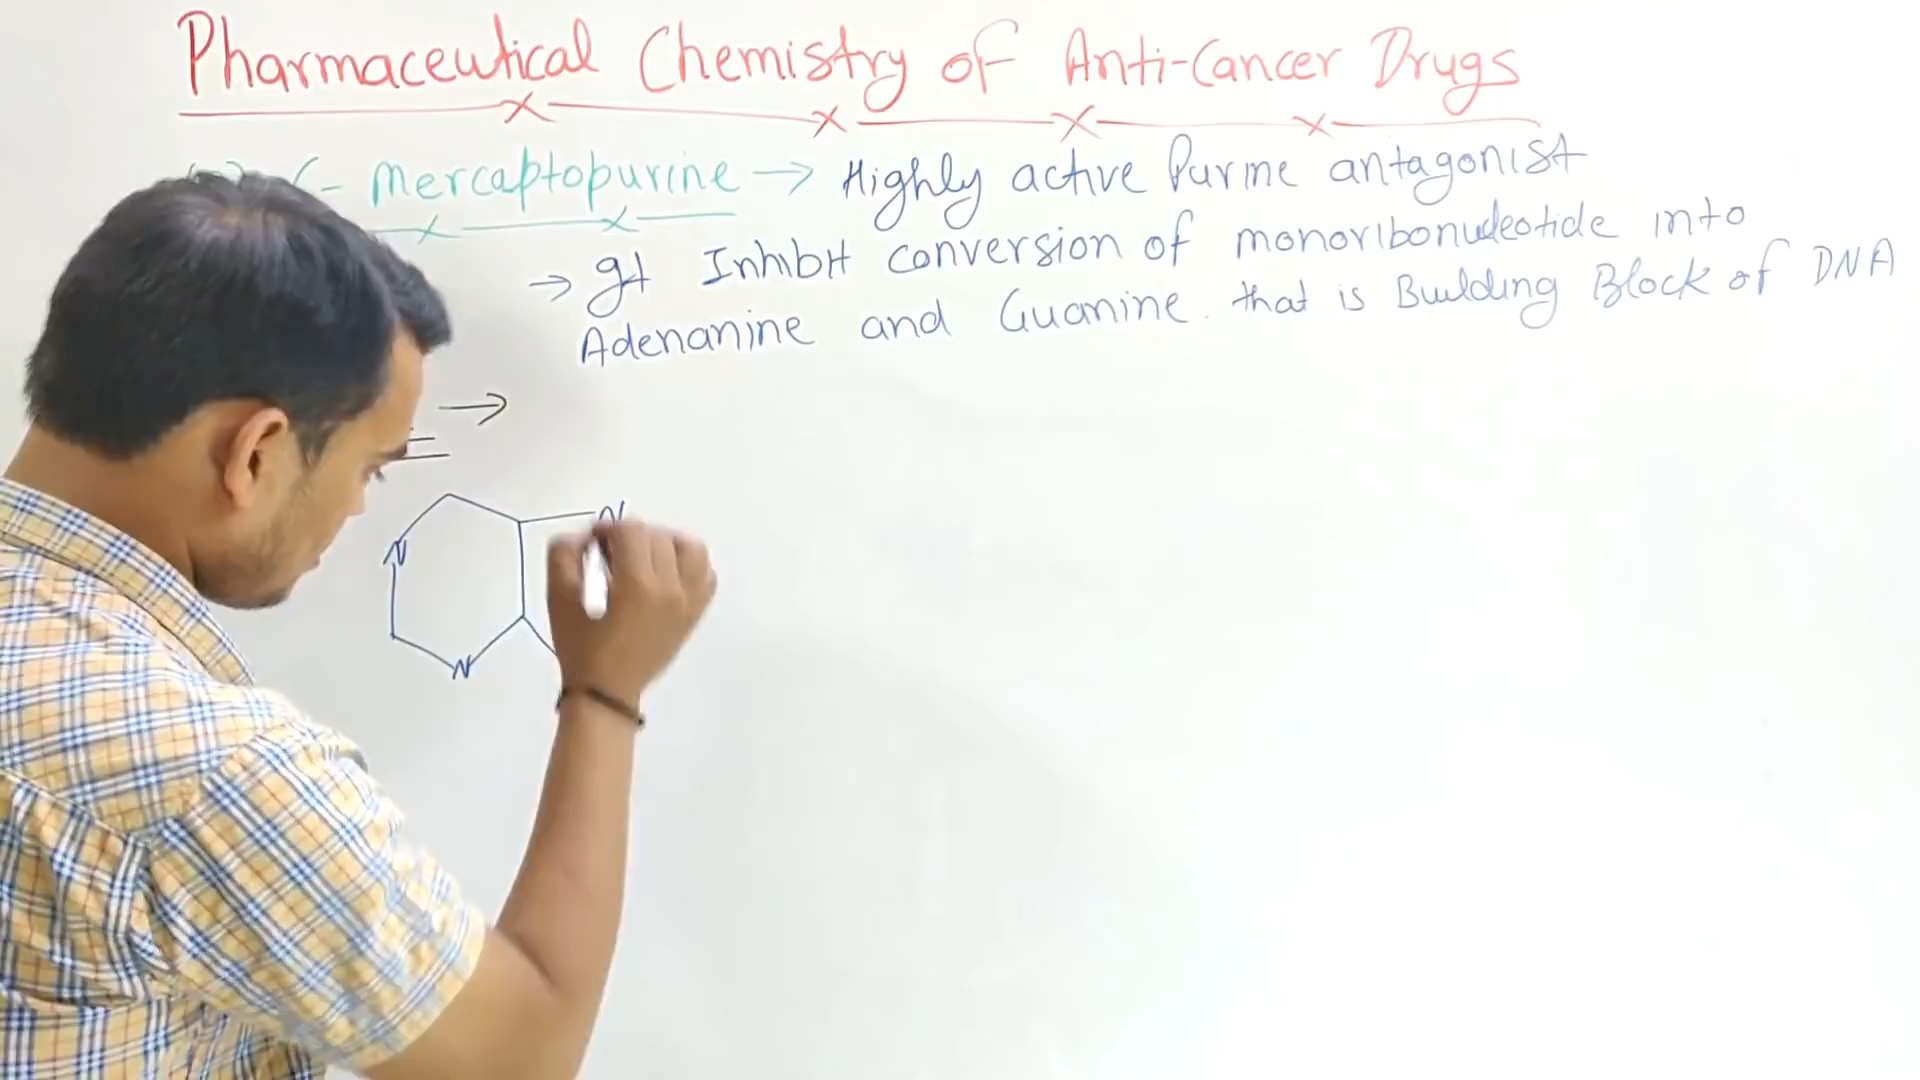 Pharmaceutical Chemistry of Anti-Cancer Drugs
- Mercaptopurine → Highly active Purine antagonist
→ It Inhibit conversion of monoribonucleotide into
Adenanine and Guanine. that is Building Block of DNA
→
N
N
N